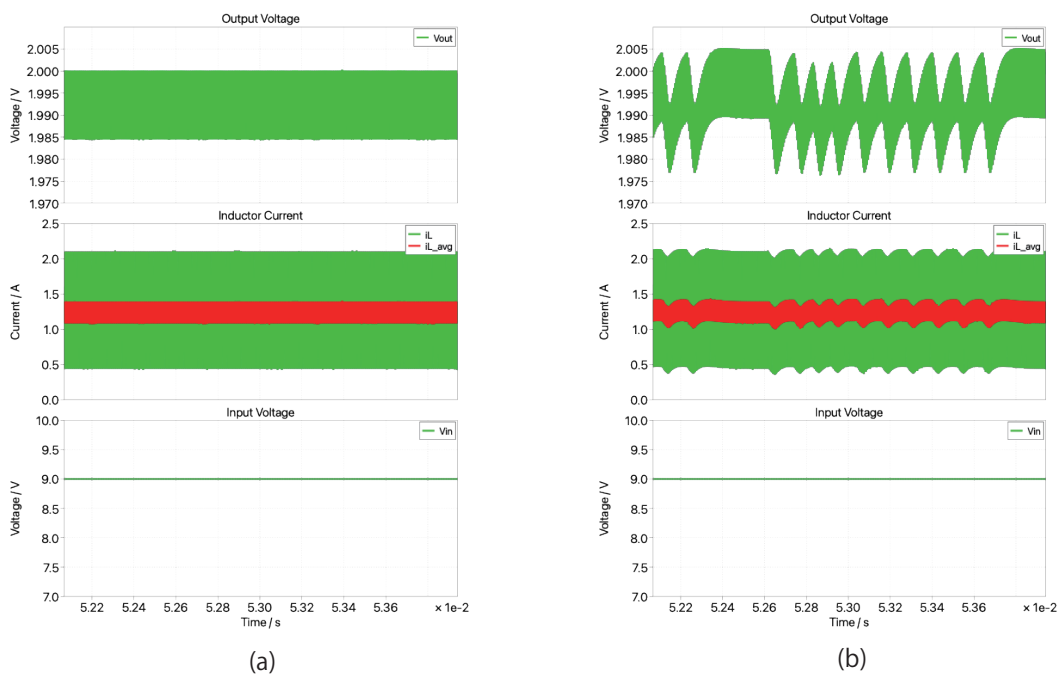 Output Voltage
Vout
Voltage / V
2.005
2.000
1.995
1.990
1.985
1.980
1.975
1.970
Inductor Current
iL
iL_avg
Current / A
2.5
2.0
1.5
1.0
0.5
0.0
Input Voltage
Vin
Voltage / V
10.0
9.5
9.0
8.5
8.0
7.5
7.0
5.22 5.24 5.26 5.28 5.30 5.32 5.34 5.36 × 1e-2
Time / s
(a)
Output Voltage
Vout
Voltage / V
2.005
2.000
1.995
1.990
1.985
1.980
1.975
1.970
Inductor Current
iL
iL_avg
Current / A
2.5
2.0
1.5
1.0
0.5
0.0
Input Voltage
Vin
Voltage / V
10.0
9.5
9.0
8.5
8.0
7.5
7.0
5.22 5.24 5.26 5.28 5.30 5.32 5.34 5.36 × 1e-2
Time / s
(b)